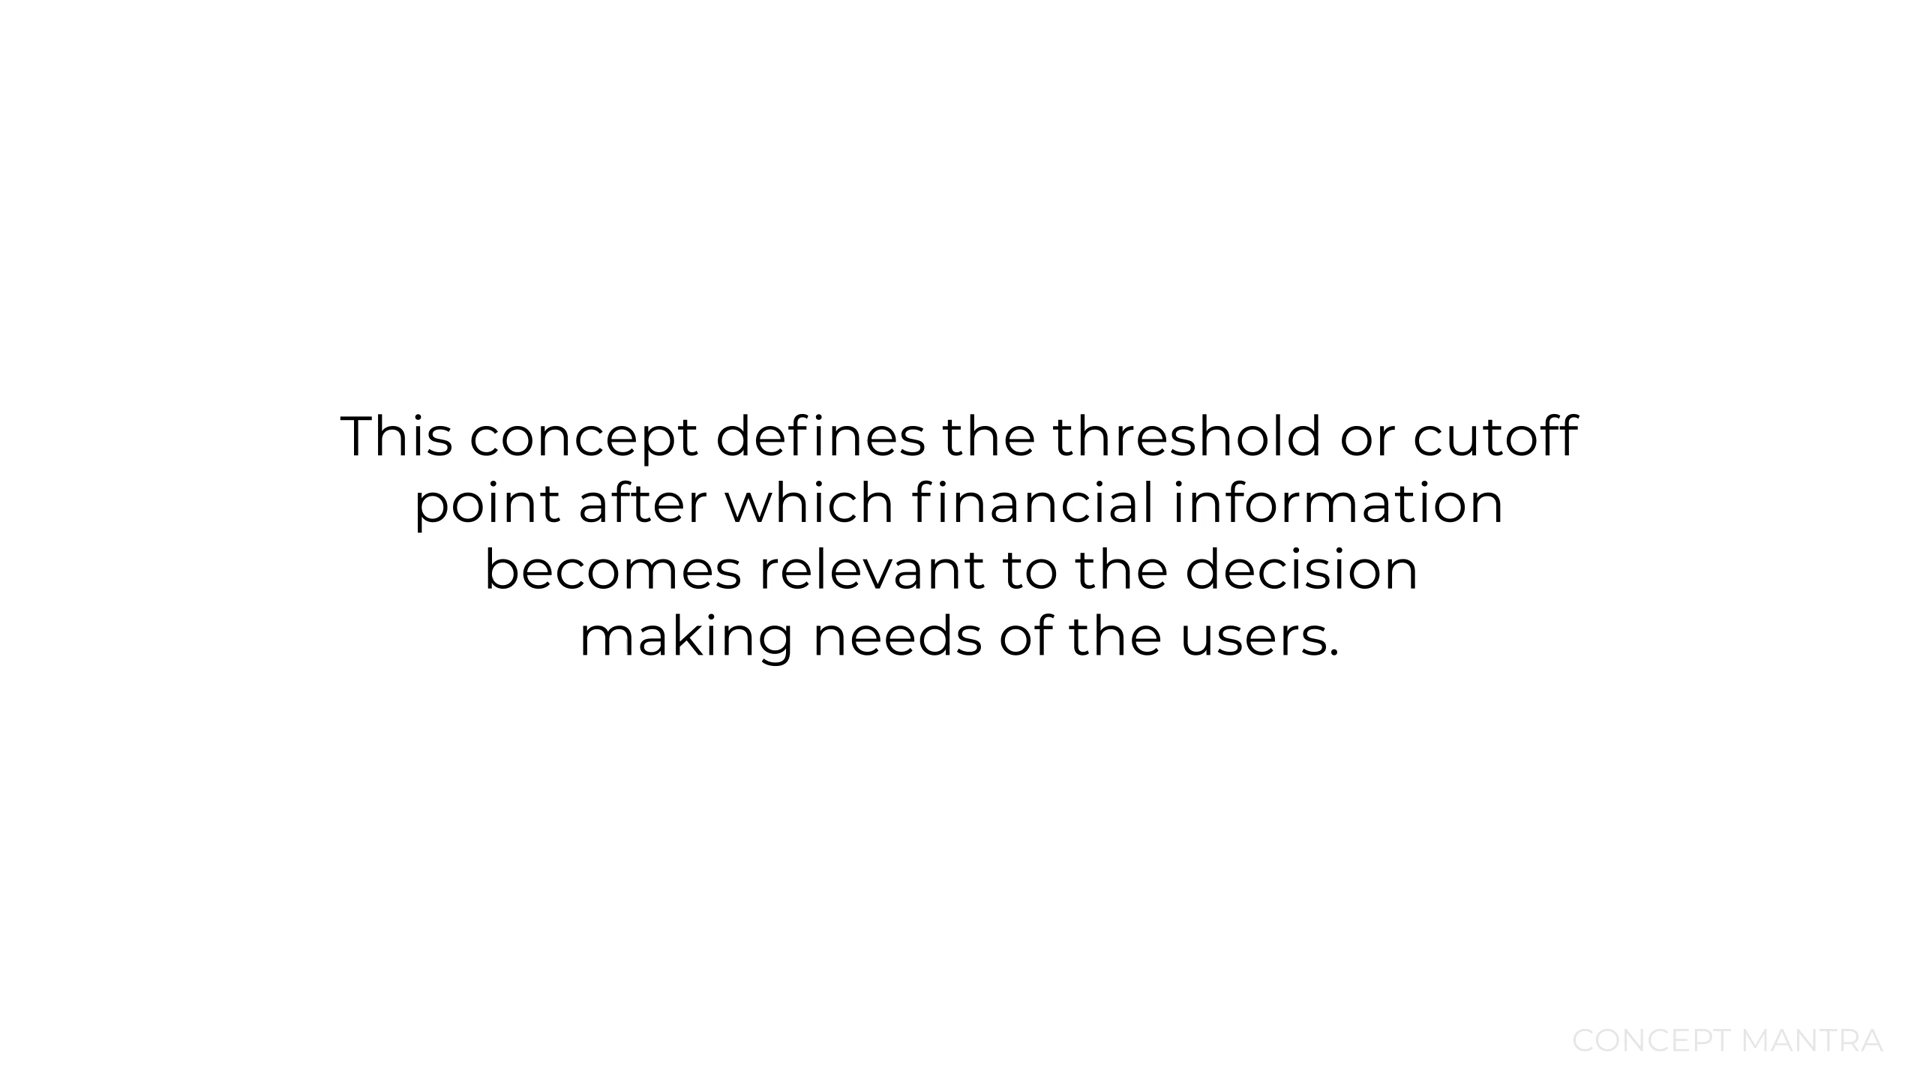 This concept defines the threshold or cutoff
point after which financial information
becomes relevant to the decision
making needs of the users.
CONCEPT MANTRA